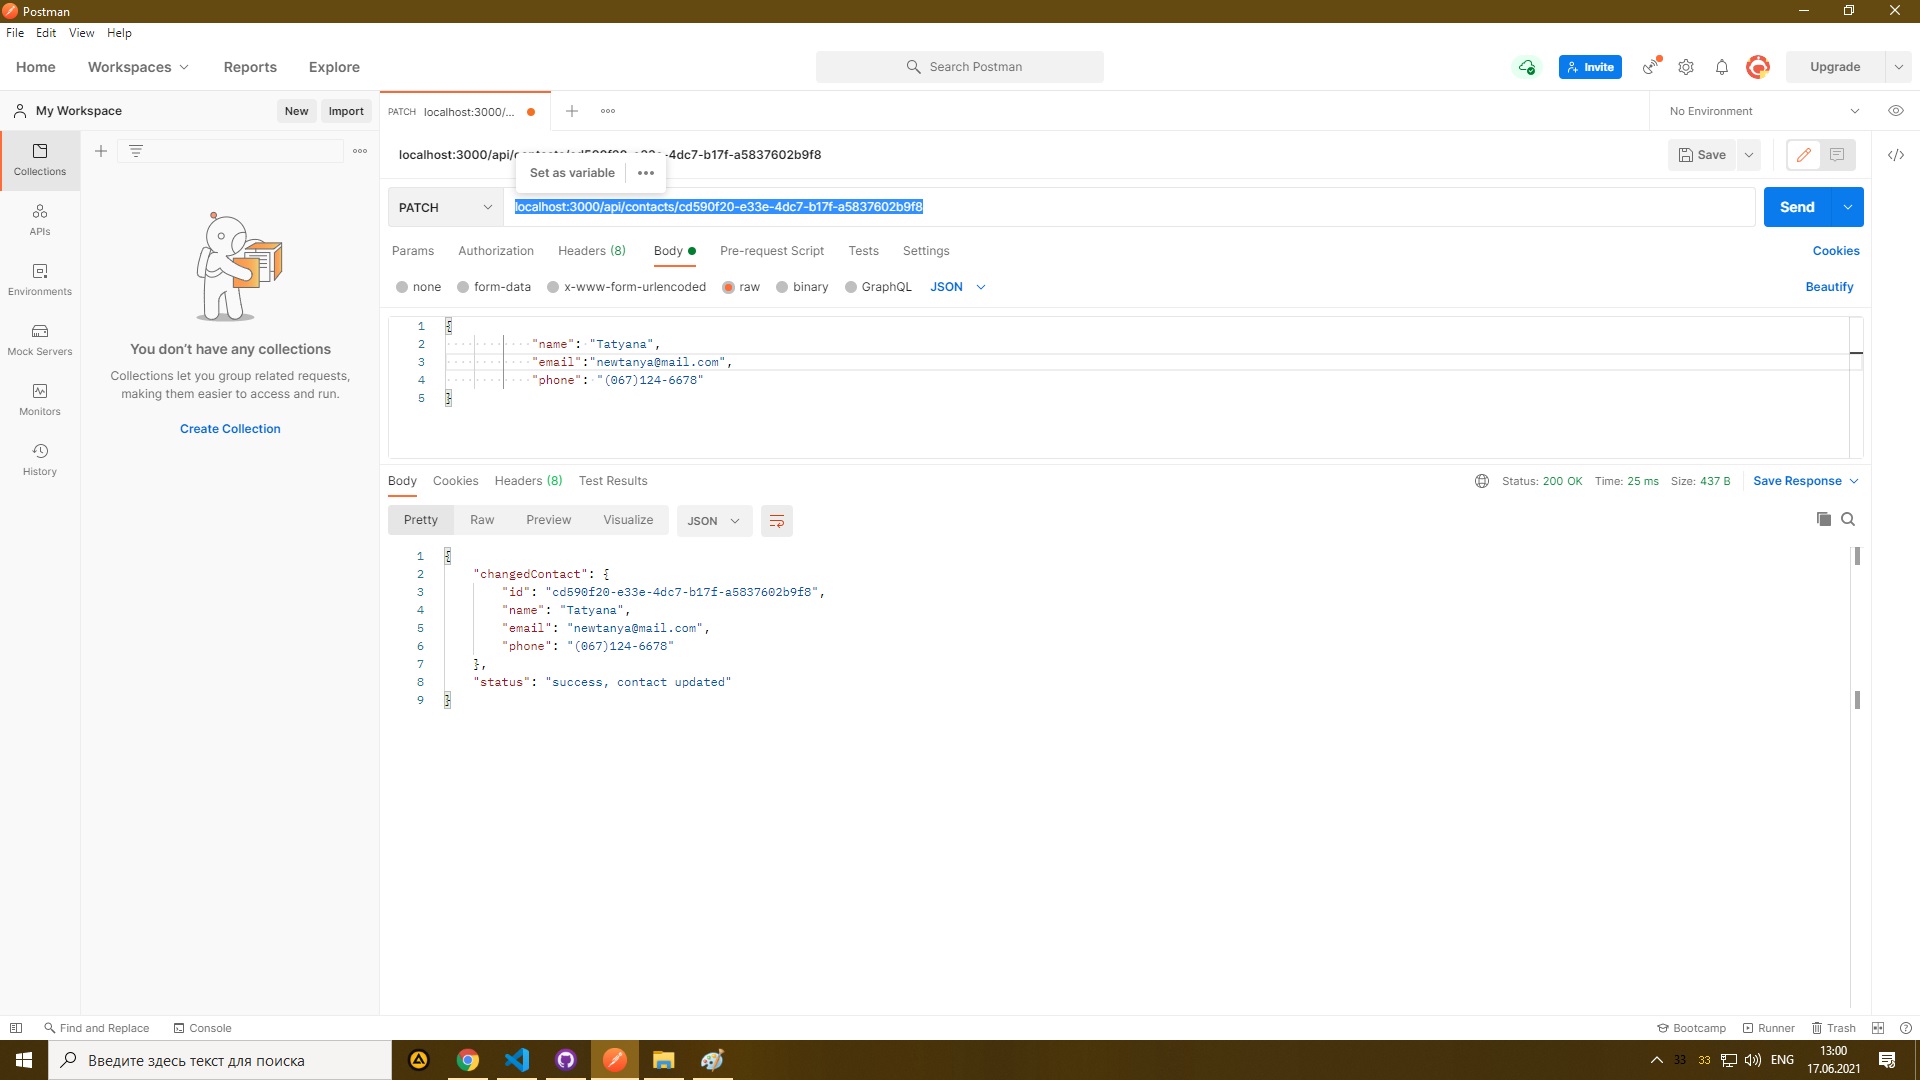 Postman
File Edit View Help
Home Workspaces Reports Explore Search Postman Invite Upgrade
My Workspace New Import PATCH localhost:3000/... No Environment
localhost:3000/api/contacts/cd590f20-e33e-4dc7-b17f-a5837602b9f8 Save
Set as variable
PATCH localhost:3000/api/contacts/cd590f20-e33e-4dc7-b17f-a5837602b9f8 Send
Params Authorization Headers (8) Body Pre-request Script Tests Settings Cookies
none form-data x-www-form-urlencoded raw binary GraphQL JSON Beautify
1 {
2 "name": "Tatyana",
3 "email":"newtanya@mail.com",
4 "phone": "(067)124-6678"
5 }
Collections
APIs
Environments
Mock Servers
Monitors
History
You don't have any collections
Collections let you group related requests,
making them easier to access and run.
Create Collection
Body Cookies Headers (8) Test Results Status: 200 OK Time: 25 ms Size: 437 B Save Response
Pretty Raw Preview Visualize JSON
1 {
2 "changedContact": {
3 "id": "cd590f20-e33e-4dc7-b17f-a5837602b9f8",
4 "name": "Tatyana",
5 "email": "newtanya@mail.com",
6 "phone": "(067)124-6678"
7 },
8 "status": "success, contact updated"
9 }
Find and Replace Console Bootcamp Runner Trash
Введите здесь текст для поиска 33 33 ENG 13:00
17.06.2021